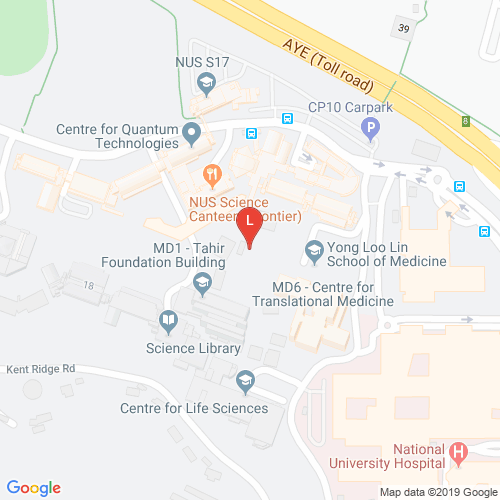 39
AYE (Toll road)
NUS S17
CP10 Carpark
P
8
Centre for Quantum
Technologies
NUS Science
Canteen (Frontier)
L
MD1 - Tahir
Foundation Building
Yong Loo Lin
School of Medicine
18
MD6 - Centre for
Translational Medicine
Science Library
Kent Ridge Rd
Centre for Life Sciences
National
University Hospital
H
Google
Map data ©2019 Google